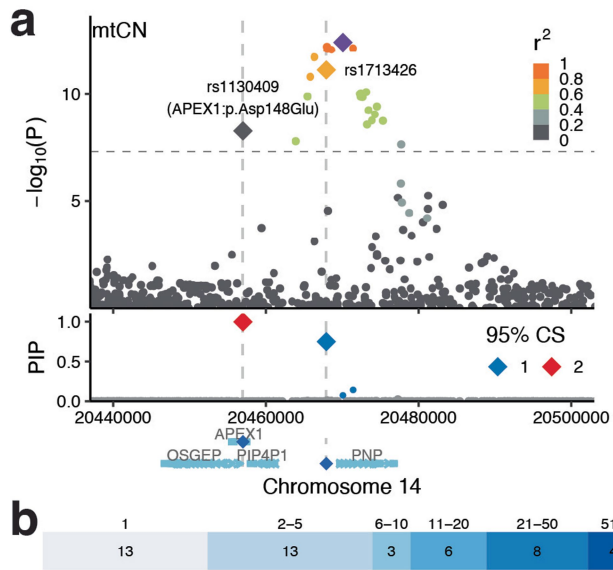 a
mtCN
rs1130409
(APEX1:p.Asp148Glu)
rs1713426
r2
1
0.8
0.6
0.4
0.2
0
−log10(P)
10
5
PIP
1.0
0.5
0.0
95% CS
1 2
20440000 20460000 20480000 20500000
APEX1
OSGEP PIP4P1 PNP
Chromosome 14
b
1 2–5 6–10 11–20 21–50
13 13 3 6 8